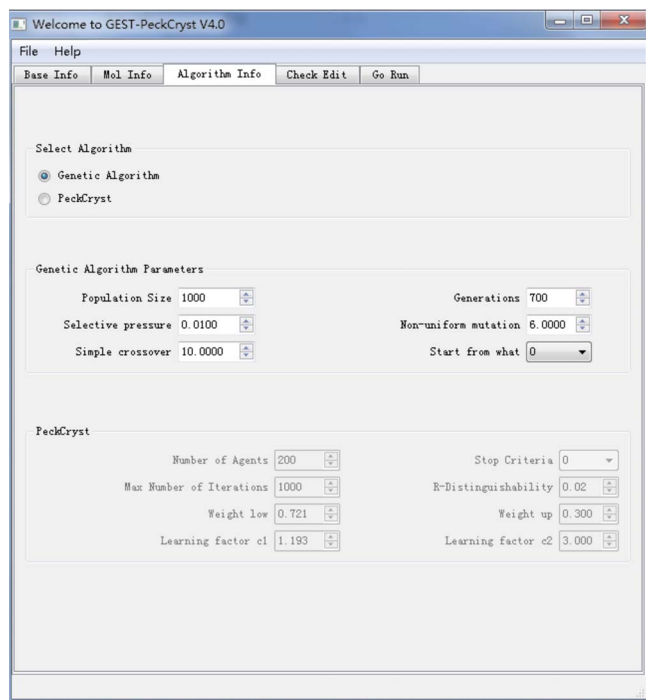 Welcome to GEST-PeckCryst V4.0
File Help
Base Info Mol Info Algorithm Info Check Edit Go Run
Select Algorithm
Genetic Algorithm
PeckCryst
Genetic Algorithm Parameters
Population Size 1000 Generations 700
Selective pressure 0.0100 Non-uniform mutation 6.0000
Simple crossover 10.0000 Start from what 0
PeckCryst
Number of Agents 200 Stop Criteria 0
Max Number of Iterations 1000 R-Distinguishability 0.02
Weight low 0.721 Weight up 0.300
Learning factor c1 1.193 Learning factor c2 3.000